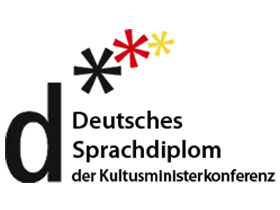 d Deutsches
Sprachdiplom
der Kultusministerkonferenz